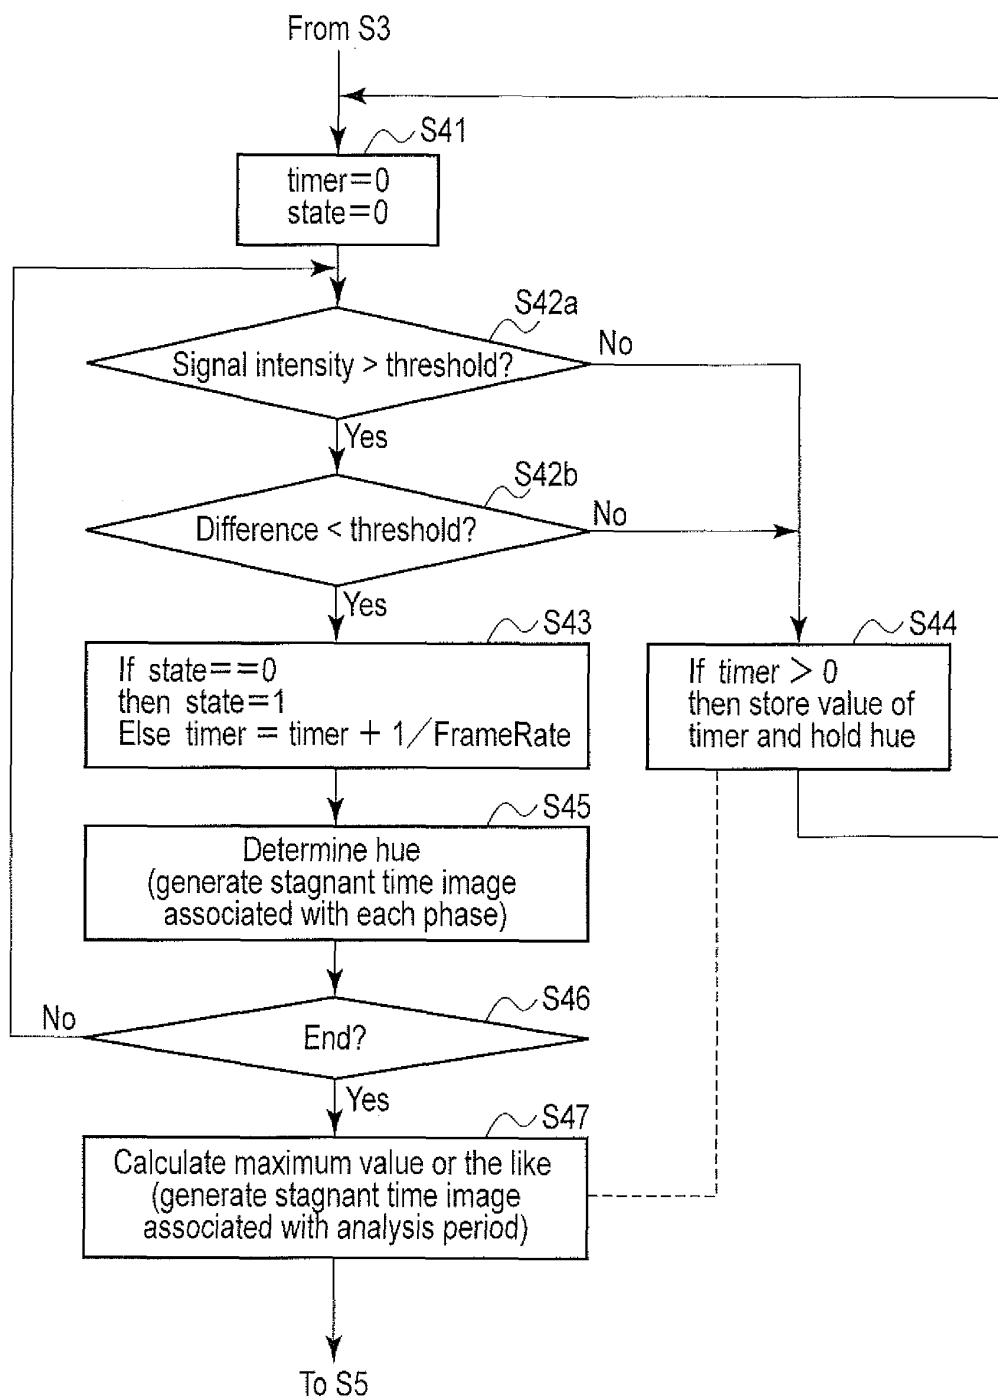 From S3
S41
timer=0
state=0
S42a
Signal intensity > threshold?
No
Yes
S42b
Difference < threshold?
No
Yes
S43
If state==0
then state=1
Else timer = timer + 1/FrameRate
S44
If timer > 0
then store value of
timer and hold hue
S45
Determine hue
(generate stagnant time image
associated with each phase)
S46
No
End?
Yes
S47
Calculate maximum value or the like
(generate stagnant time image
associated with analysis period)
To S5